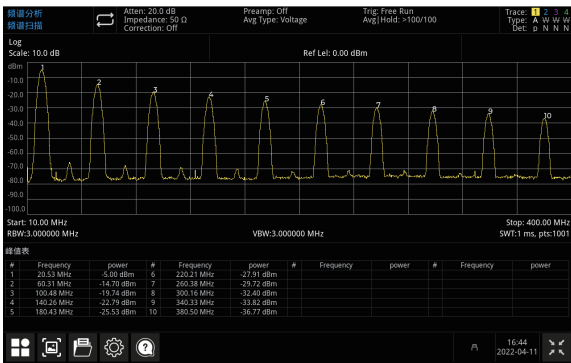 频谱分析 Atten: 20.0 dB Preamp: Off Trig: Free Run Trace: 1 2 3 4
频谱扫描 Impedance: 50 Ω Avg Type: Voltage Avg|Hold: >100/100 Type: A W W W
Correction: Off Det: p N N N
Log
Scale: 10.0 dB Ref Lel: 0.00 dBm
dBm
-10.0
-20.0
-30.0
-40.0
-50.0
-60.0
-70.0
-80.0
-90.0
-100.0
1 2 3 4 5 6 7 8 9 10
Start: 10.00 MHz Stop: 400.00 MHz
RBW:3.000000 MHz VBW:3.000000 MHz SWT:1 ms, pts:1001
峰值表
# Frequency power # Frequency power # Frequency power # Frequency power
1 20.53 MHz -5.00 dBm 6 220.21 MHz -27.91 dBm
2 60.31 MHz -14.70 dBm 7 260.38 MHz -29.72 dBm
3 100.48 MHz -19.74 dBm 8 300.16 MHz -32.40 dBm
4 140.26 MHz -22.79 dBm 9 340.33 MHz -33.82 dBm
5 180.43 MHz -25.53 dBm 10 380.50 MHz -36.77 dBm
16:44
2022-04-11